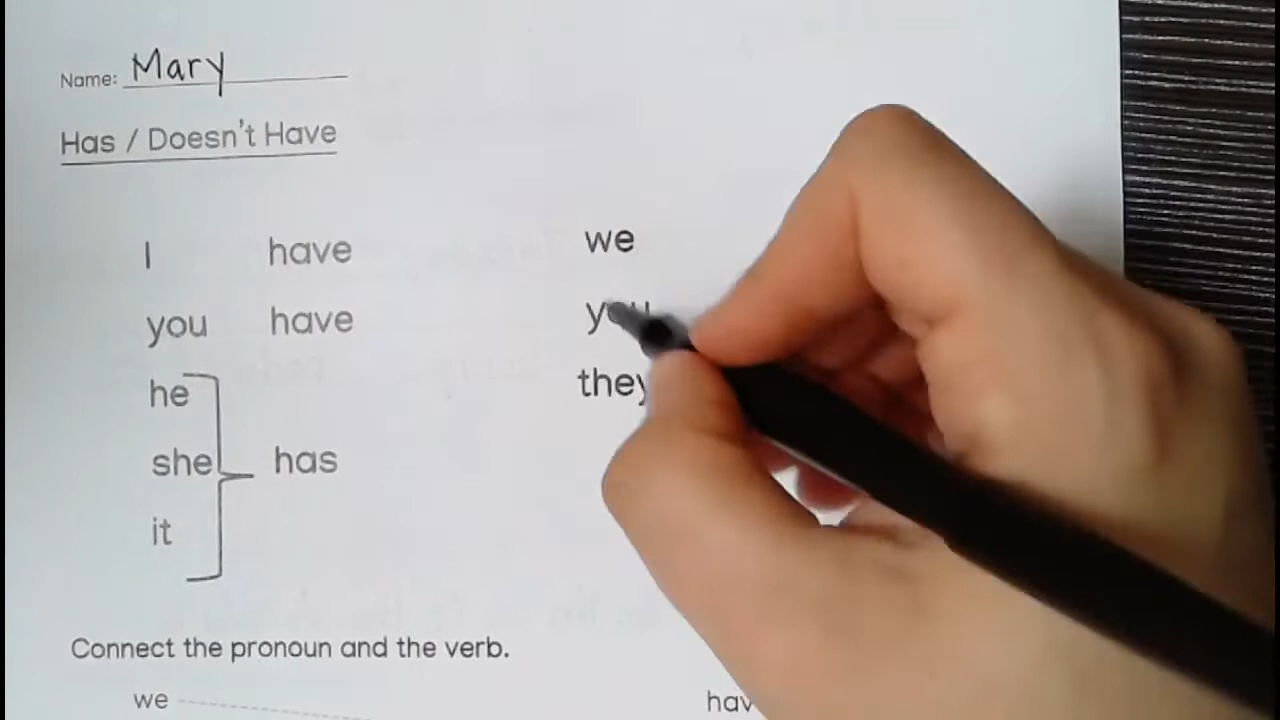 Name: Mary
Has / Doesn't Have
I have we
you have
he they
she has
it
Connect the pronoun and the verb.
we